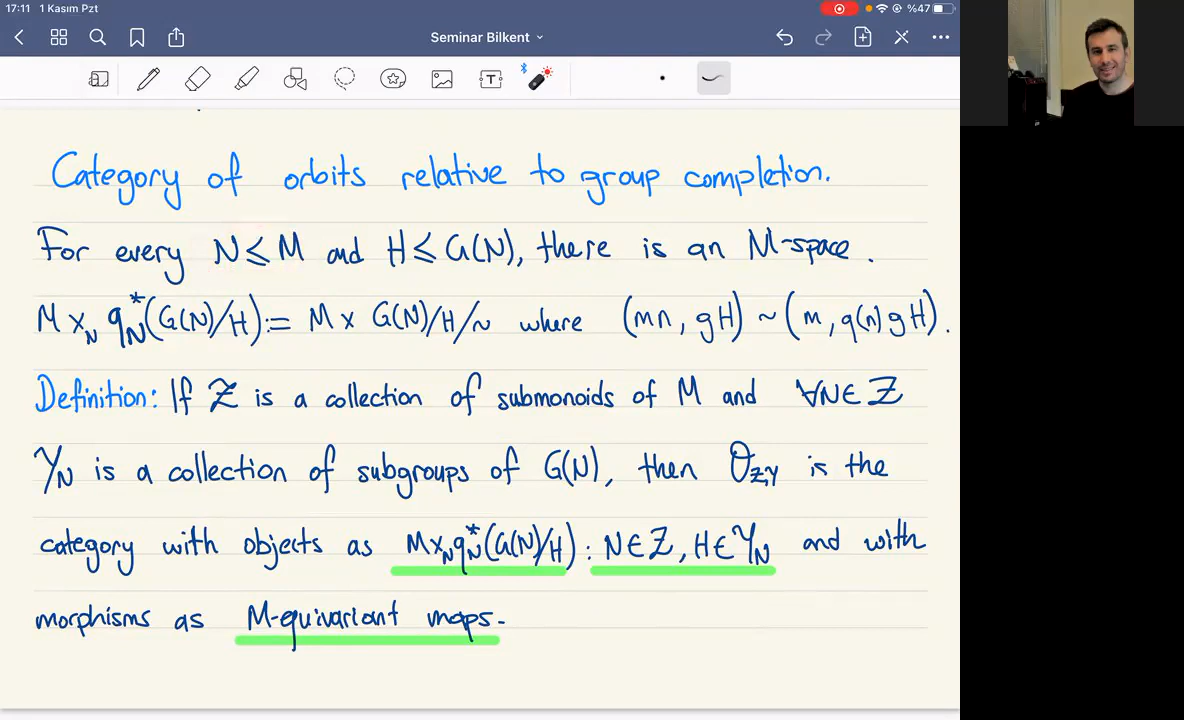 17:11 1 Kasım Pzt
%47
Seminar Bilkent
T
Category of orbits relative to group completion.
For every N ≤ M and H ≤ G(N), there is an M-space.
M ×_N q_N^*(G(N)/H) := M × G(N)/H/~ where (mn, gH) ~ (m, q(n)gH).
Definition: If Z is a collection of submonoids of M and ∀N∈Z
Y_N is a collection of subgroups of G(N), then O_{Z,Y} is the
category with objects as M×_N q_N^*(G(N)/H) : N∈Z, H∈Y_N and with
morphisms as M-equivariant maps.